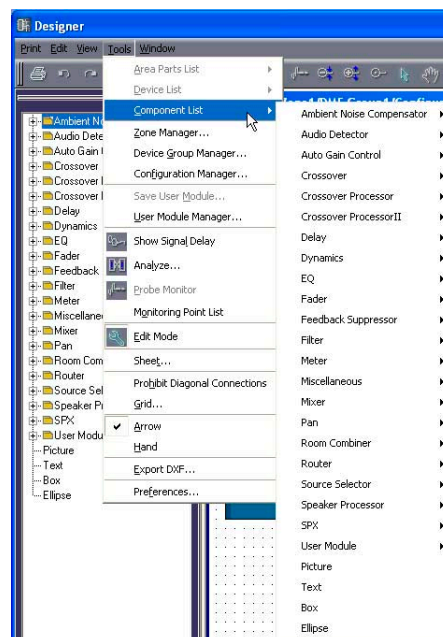 Designer
Print Edit View Tools Window
Ambient No
Audio Dete
Auto Gain
Crossover
Crossover
Crossover
Delay
Dynamics
EQ
Fader
Feedback
Filter
Meter
Miscellane
Mixer
Pan
Room Com
Router
Source Sel
Speaker Pr
SPX
User Modu
Picture
Text
Box
Ellipse
Area Parts List
Device List
Component List
Zone Manager...
Device Group Manager...
Configuration Manager...
Save User Module...
User Module Manager...
Show Signal Delay
Analyze...
Probe Monitor
Monitoring Point List
Edit Mode
Sheet...
Prohibit Diagonal Connections
Grid...
Arrow
Hand
Export DXF...
Preferences...
Ambient Noise Compensator
Audio Detector
Auto Gain Control
Crossover
Crossover Processor
Crossover ProcessorII
Delay
Dynamics
EQ
Fader
Feedback Suppressor
Filter
Meter
Miscellaneous
Mixer
Pan
Room Combiner
Router
Source Selector
Speaker Processor
SPX
User Module
Picture
Text
Box
Ellipse